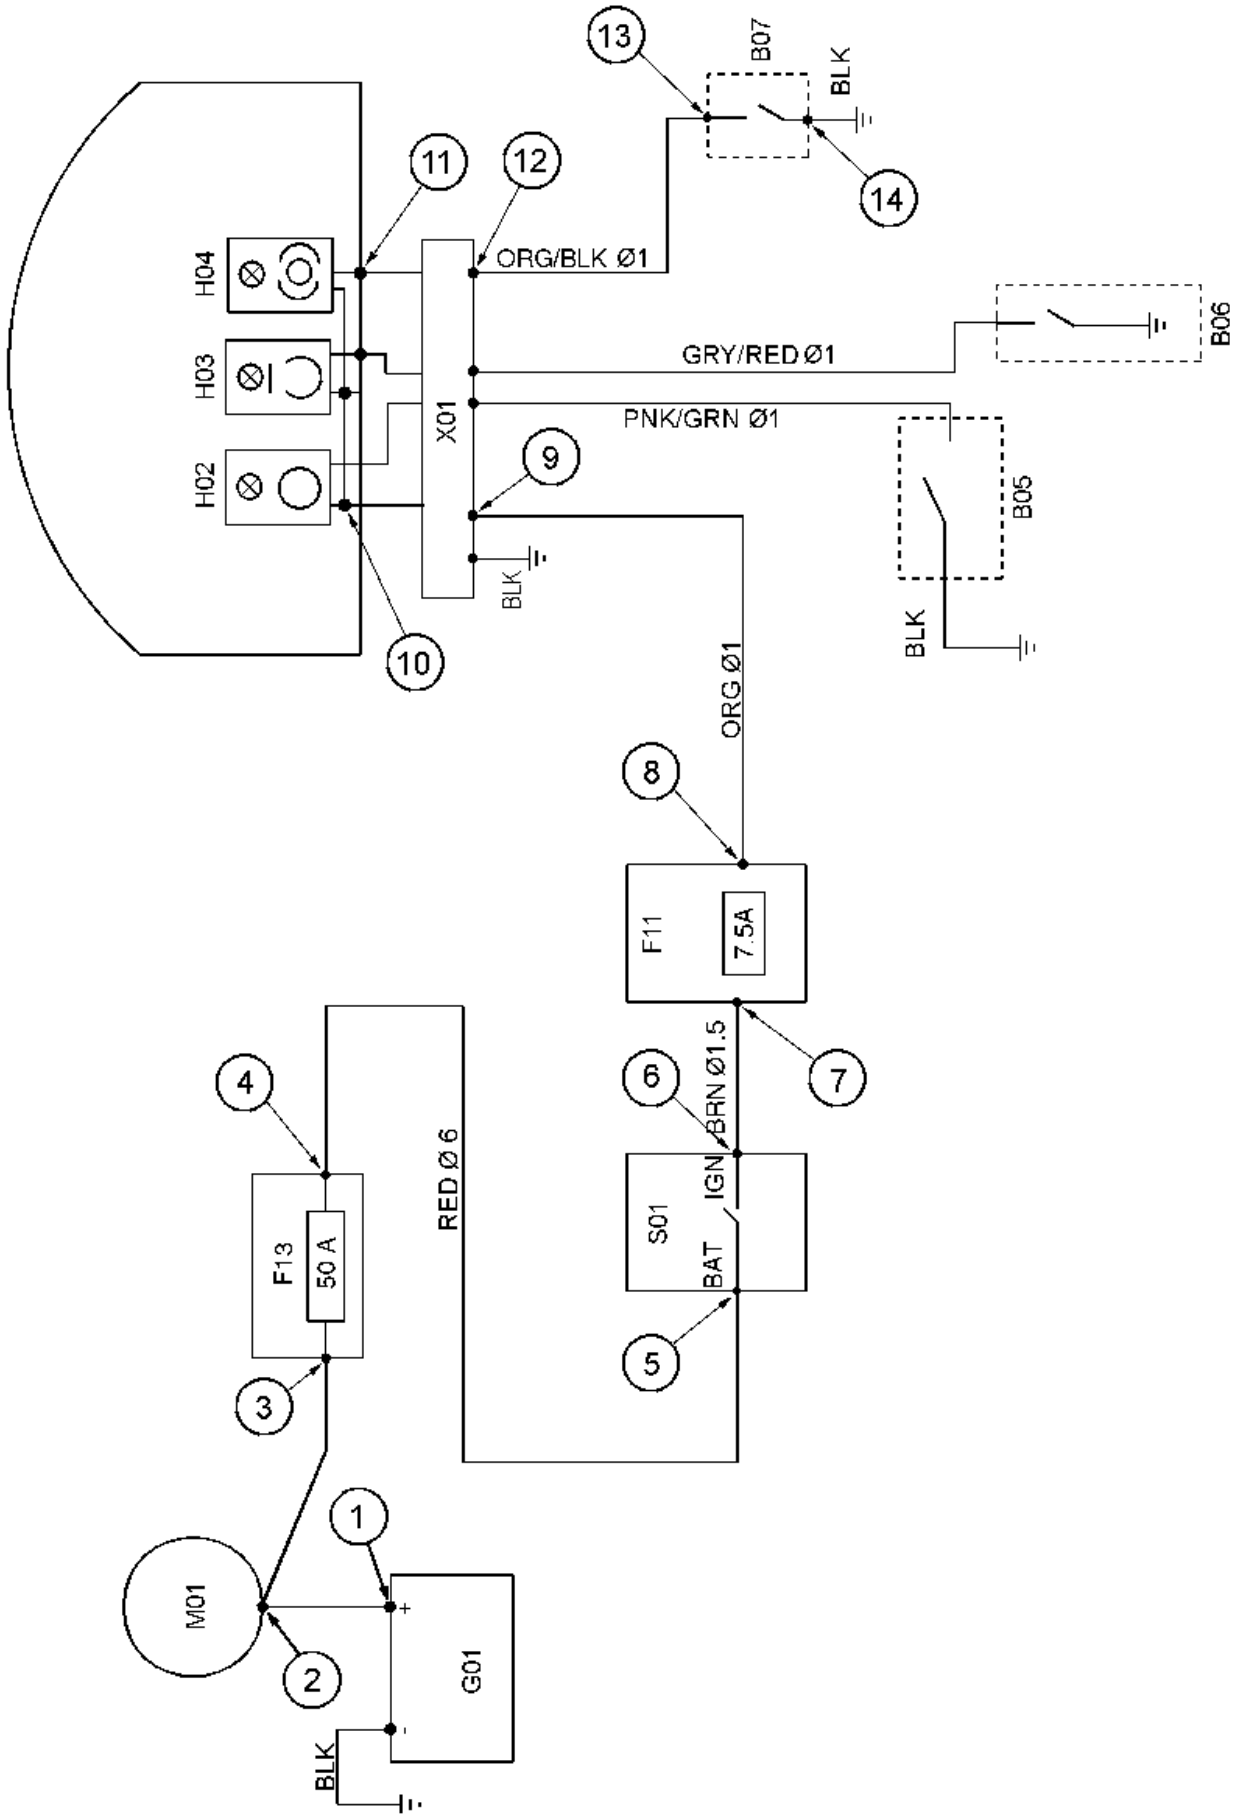 13
B07
BLK
11
12
14
H04
ORG/BLK Ø1
H03
GRY/RED Ø1
B06
X01
PNK/GRN Ø1
H02
9
B05
BLK
BLK
10
ORG Ø1
8
F11
7.5A
4
6
BRN Ø1.5
7
RED Ø 6
IGN
S01
F13
50 A
BAT
5
3
1
M01
+
2
G01
-
BLK